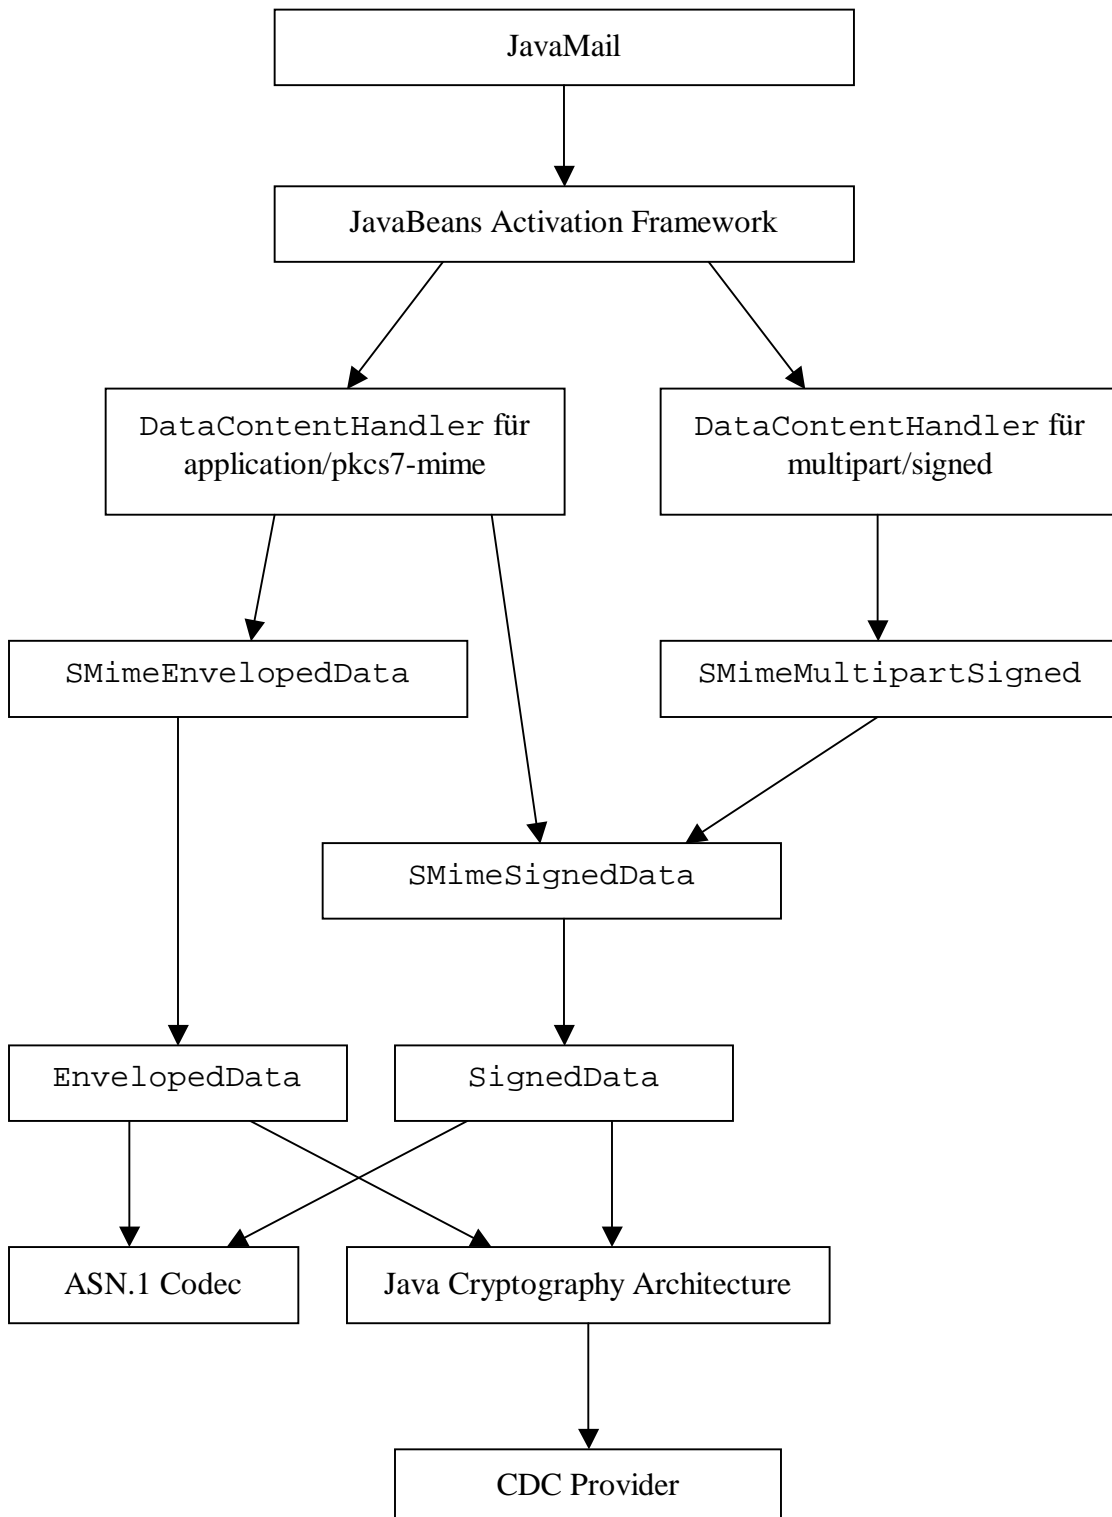 JavaMail
JavaBeans Activation Framework
DataContentHandler für
application/pkcs7-mime
DataContentHandler für
multipart/signed
SMimeEnvelopedData
SMimeMultipartSigned
SMimeSignedData
EnvelopedData
SignedData
ASN.1 Codec
Java Cryptography Architecture
CDC Provider